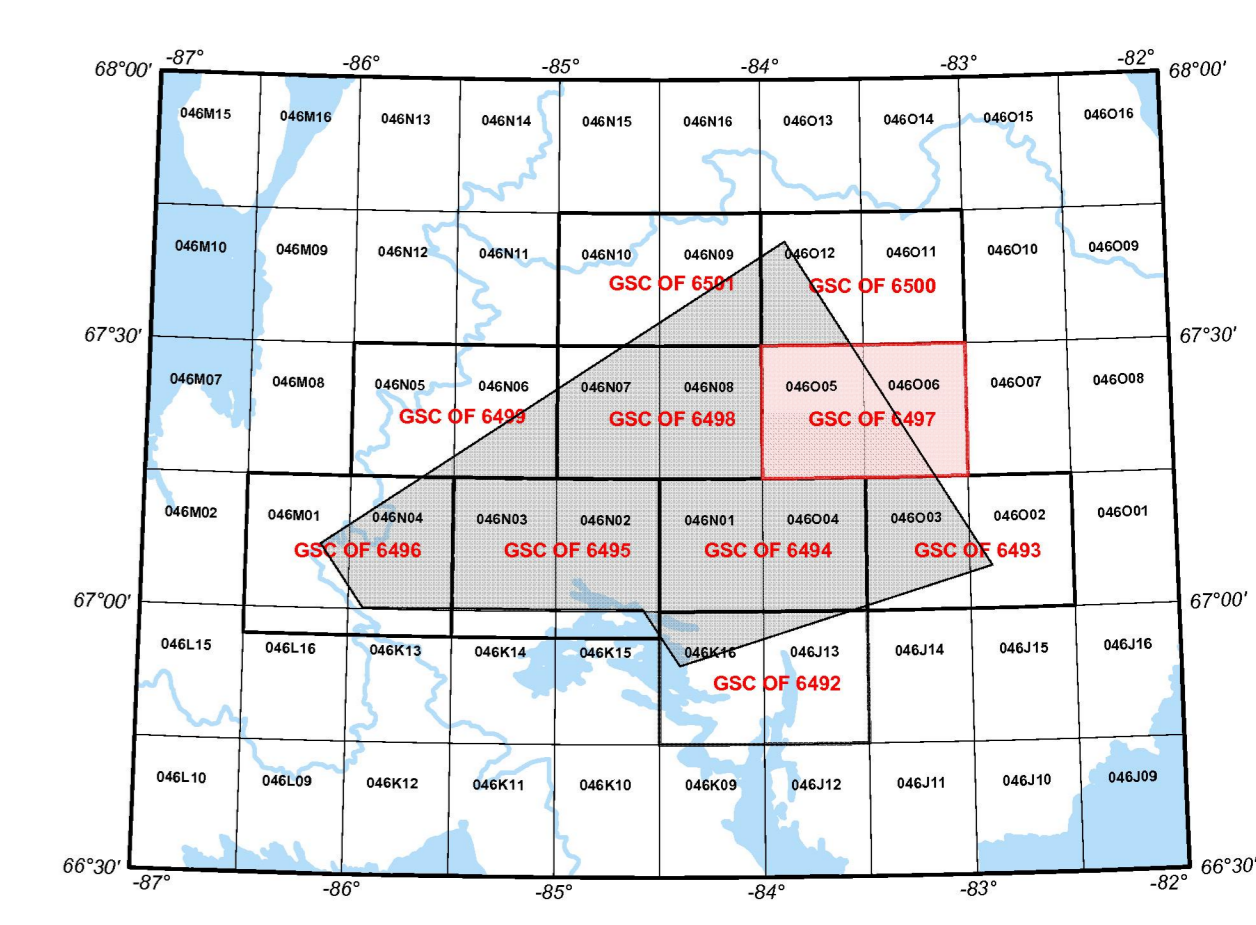 -87° -86° -85° -84° -83° -82°
68°00' 68°00'
046M15 046M16 046N13 046N14 046N15 046N16 046O13 046O14 046O15 046O16
046M10 046M09 046N12 046N11 046N10 046N09 046O12 046O11 046O10 046O09
GSC OF 6501 GSC OF 6500
67°30' 67°30'
046M07 046M08 046N05 046N06 046N07 046N08 046O05 046O06 046O07 046O08
GSC OF 6499 GSC OF 6498 GSC OF 6497
046M02 046M01 046N04 046N03 046N02 046N01 046O04 046O03 046O02 046O01
GSC OF 6496 GSC OF 6495 GSC OF 6494 GSC OF 6493
67°00' 67°00'
046L15 046L16 046K13 046K14 046K15 046K16 046J13 046J14 046J15 046J16
GSC OF 6492
046L10 046L09 046K12 046K11 046K10 046K09 046J12 046J11 046J10 046J09
66°30' 66°30'
-87° -86° -85° -84° -83° -82°